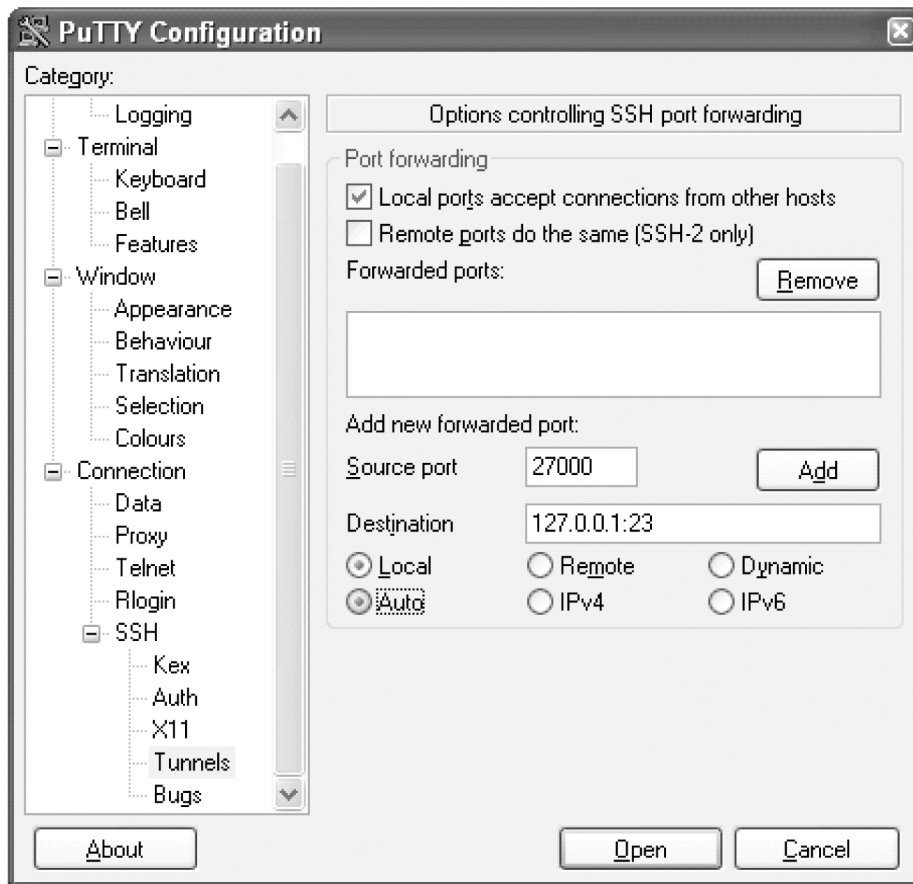 PuTTY Configuration
Category:
Logging
Terminal
Keyboard
Bell
Features
Window
Appearance
Behaviour
Translation
Selection
Colours
Connection
Data
Proxy
Telnet
Rlogin
SSH
Kex
Auth
X11
Tunnels
Bugs
Options controlling SSH port forwarding
Port forwarding
Local ports accept connections from other hosts
Remote ports do the same (SSH-2 only)
Forwarded ports:
Remove
Add new forwarded port:
Source port 27000 Add
Destination 127.0.0.1:23
Local Remote Dynamic
Auto IPv4 IPv6
About Open Cancel